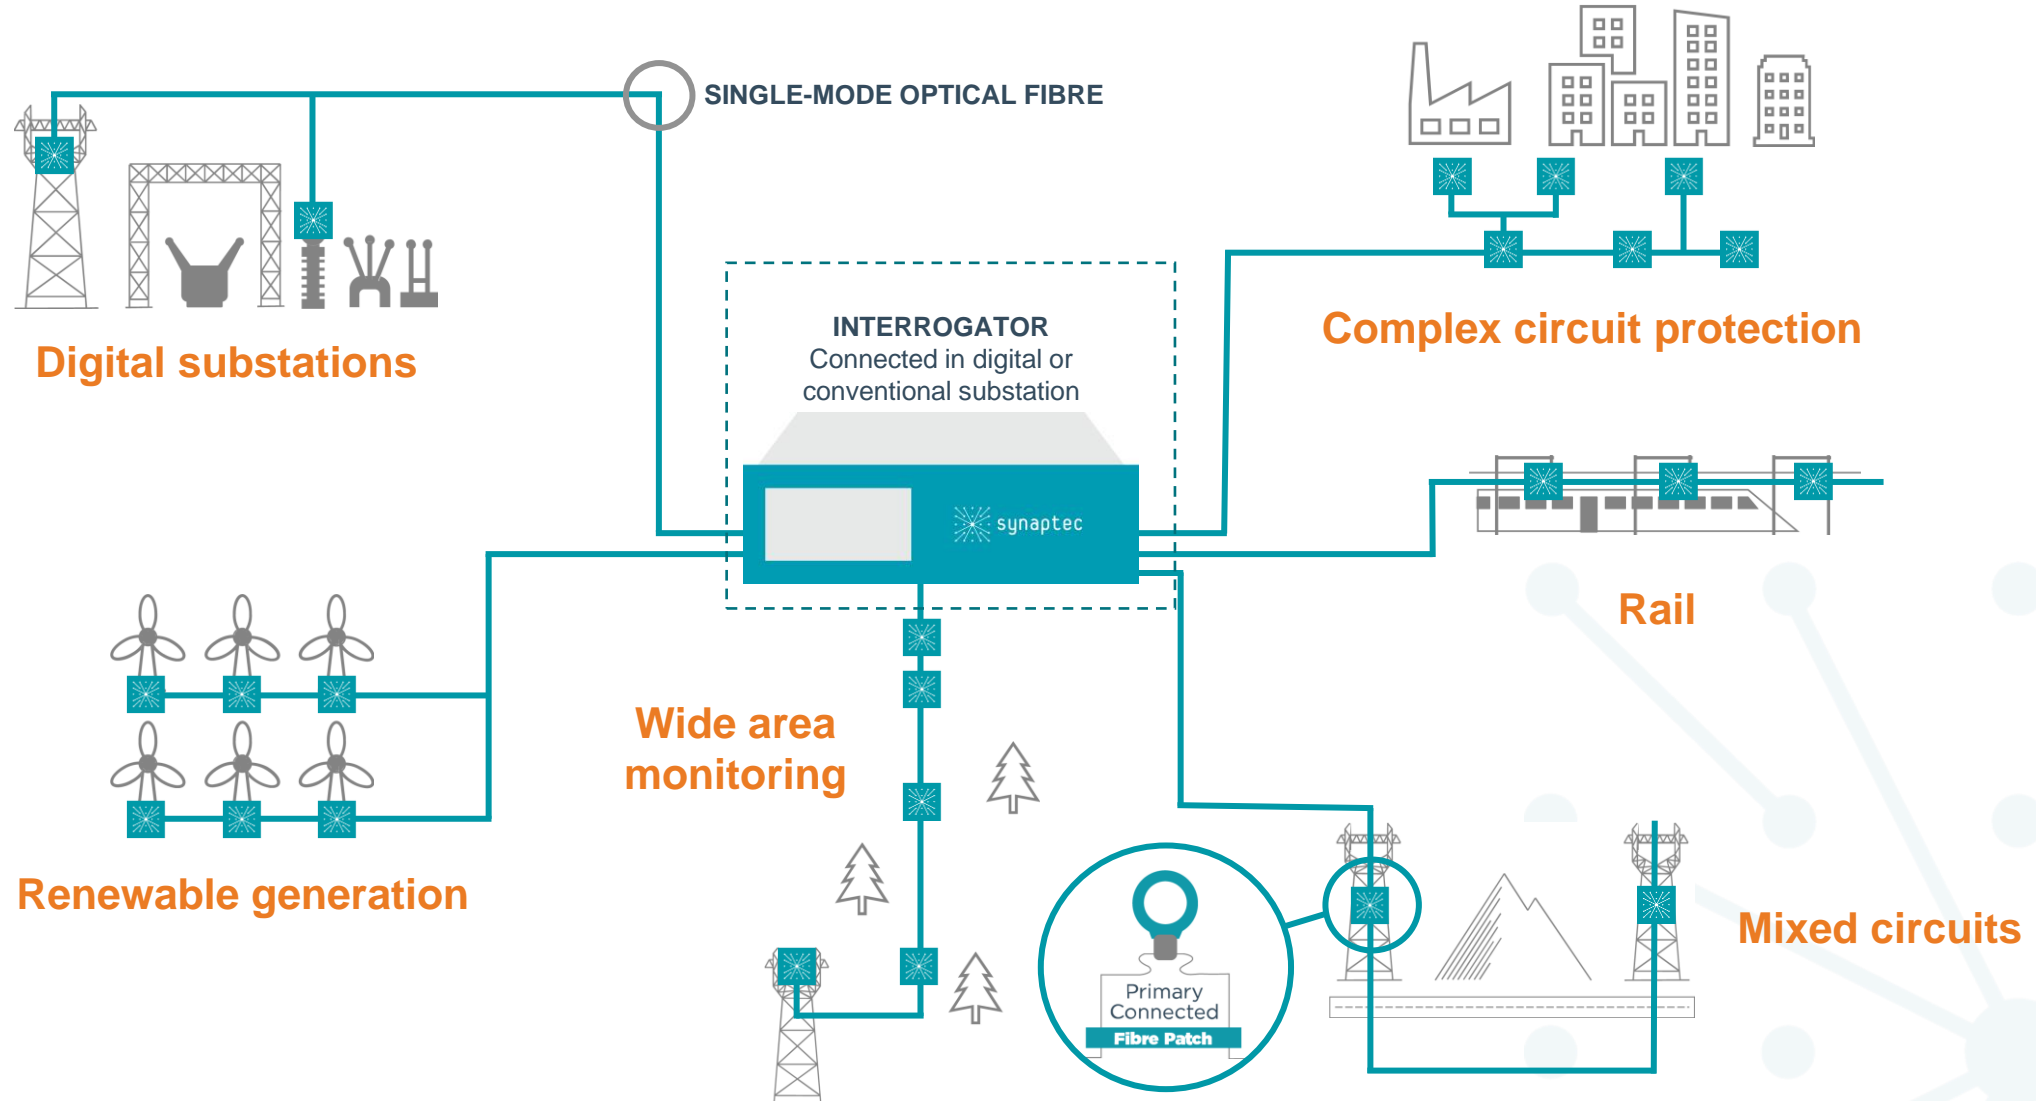 SINGLE-MODE OPTICAL FIBRE
Digital substations
INTERROGATOR
Connected in digital or
conventional substation
synaptec
Complex circuit protection
Rail
Wide area
monitoring
Renewable generation
Primary
Connected
Fibre Patch
Mixed circuits